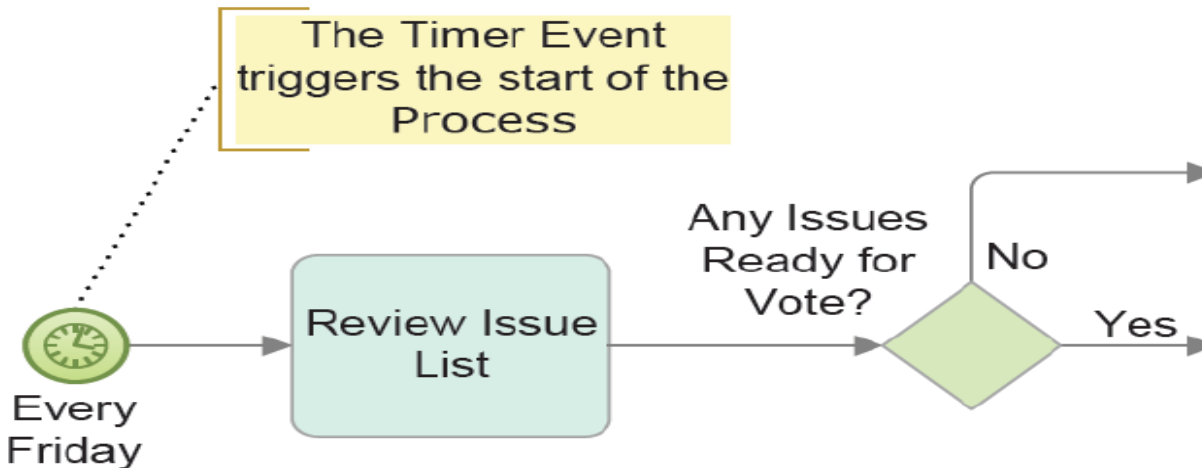 The Timer Event
triggers the start of the
Process
Any Issues
Ready for
Vote?
No
Yes
Review Issue
List
Every
Friday